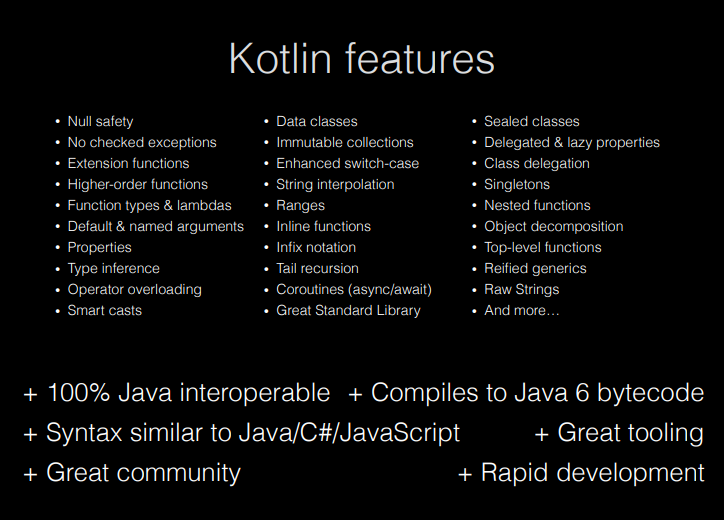 Kotlin features
• Null safety
• No checked exceptions
• Extension functions
• Higher-order functions
• Function types & lambdas
• Default & named arguments
• Properties
• Type inference
• Operator overloading
• Smart casts
• Data classes
• Immutable collections
• Enhanced switch-case
• String interpolation
• Ranges
• Inline functions
• Infix notation
• Tail recursion
• Coroutines (async/await)
• Great Standard Library
• Sealed classes
• Delegated & lazy properties
• Class delegation
• Singletons
• Nested functions
• Object decomposition
• Top-level functions
• Reified generics
• Raw Strings
• And more…
+ 100% Java interoperable + Compiles to Java 6 bytecode
+ Syntax similar to Java/C#/JavaScript + Great tooling
+ Great community + Rapid development